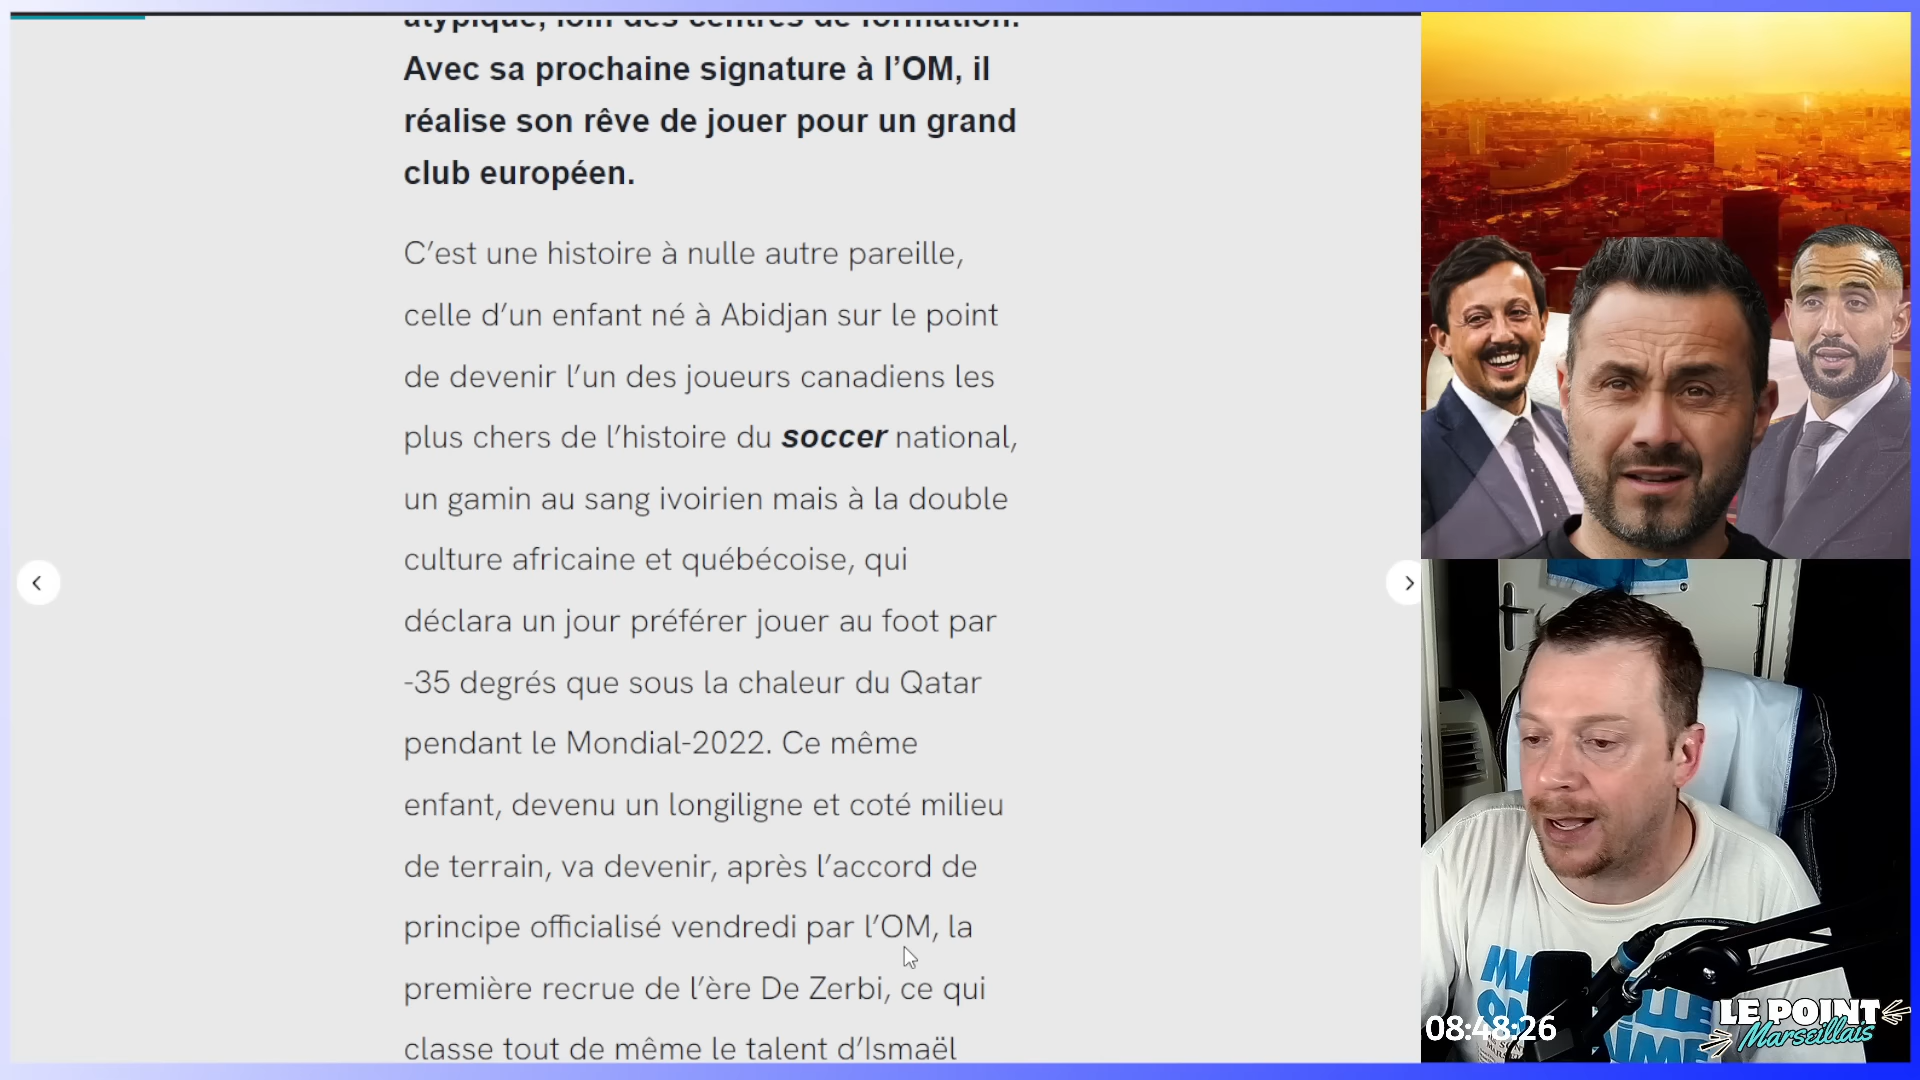 atypique, loin des centres de formation.
Avec sa prochaine signature à l’OM, il
réalise son rêve de jouer pour un grand
club européen.
C’est une histoire à nulle autre pareille,
celle d’un enfant né à Abidjan sur le point
de devenir l’un des joueurs canadiens les
plus chers de l’histoire du soccer national,
un gamin au sang ivoirien mais à la double
culture africaine et québécoise, qui
déclara un jour préférer jouer au foot par
-35 degrés que sous la chaleur du Qatar
pendant le Mondial-2022. Ce même
enfant, devenu un longiligne et coté milieu
de terrain, va devenir, après l’accord de
principe officialisé vendredi par l’OM, la
première recrue de l’ère De Zerbi, ce qui
classe tout de même le talent d’Ismaël
08:48:26
LE POINT
Marseillais